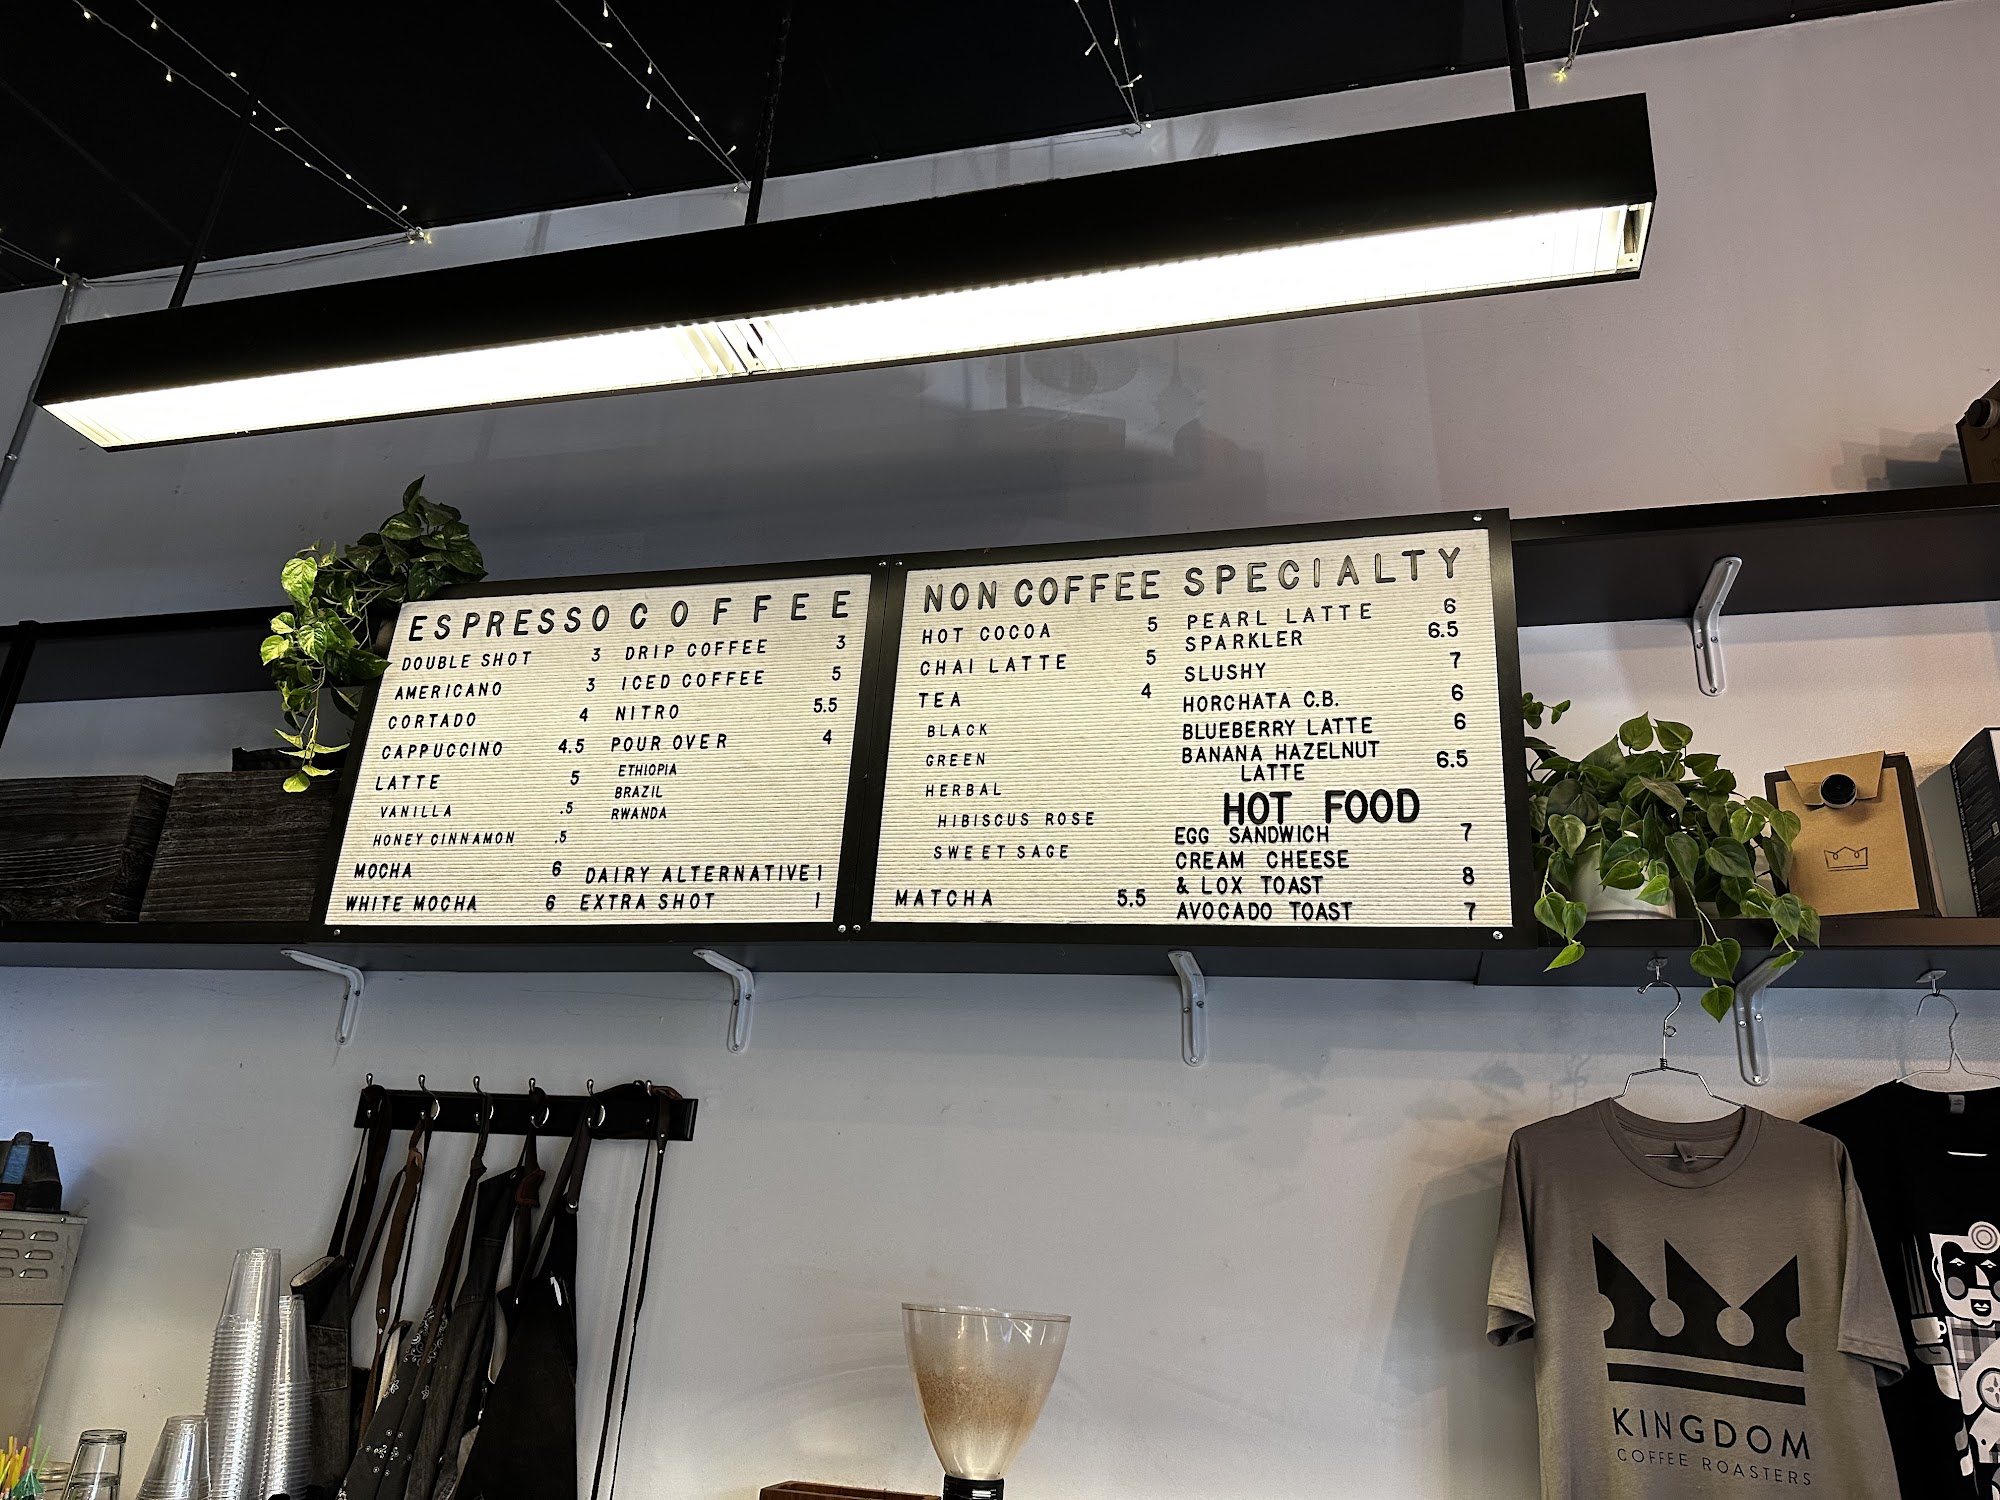 ESPRESSO
DOUBLE SHOT 3
AMERICANO 3
CORTADO 4
CAPPUCCINO 4.5
LATTE 5
VANILLA .5
HONEY CINNAMON .5
MOCHA 6
WHITE MOCHA 6
COFFEE
DRIP COFFEE 3
ICED COFFEE 5
NITRO 5.5
POUR OVER 4
ETHIOPIA
BRAZIL
RWANDA
DAIRY ALTERNATIVE 1
EXTRA SHOT 1
NON COFFEE
HOT COCOA 5
CHAI LATTE 5
TEA 4
BLACK
GREEN
HERBAL
HIBISCUS ROSE
SWEET SAGE
MATCHA 5.5
SPECIALTY
PEARL LATTE 6
SPARKLER 6.5
SLUSHY 7
HORCHATA C.B. 6
BLUEBERRY LATTE 6
BANANA HAZELNUT
LATTE 6.5
HOT FOOD
EGG SANDWICH 7
CREAM CHEESE
& LOX TOAST 8
AVOCADO TOAST 7
KINGDOM
COFFEE ROASTERS